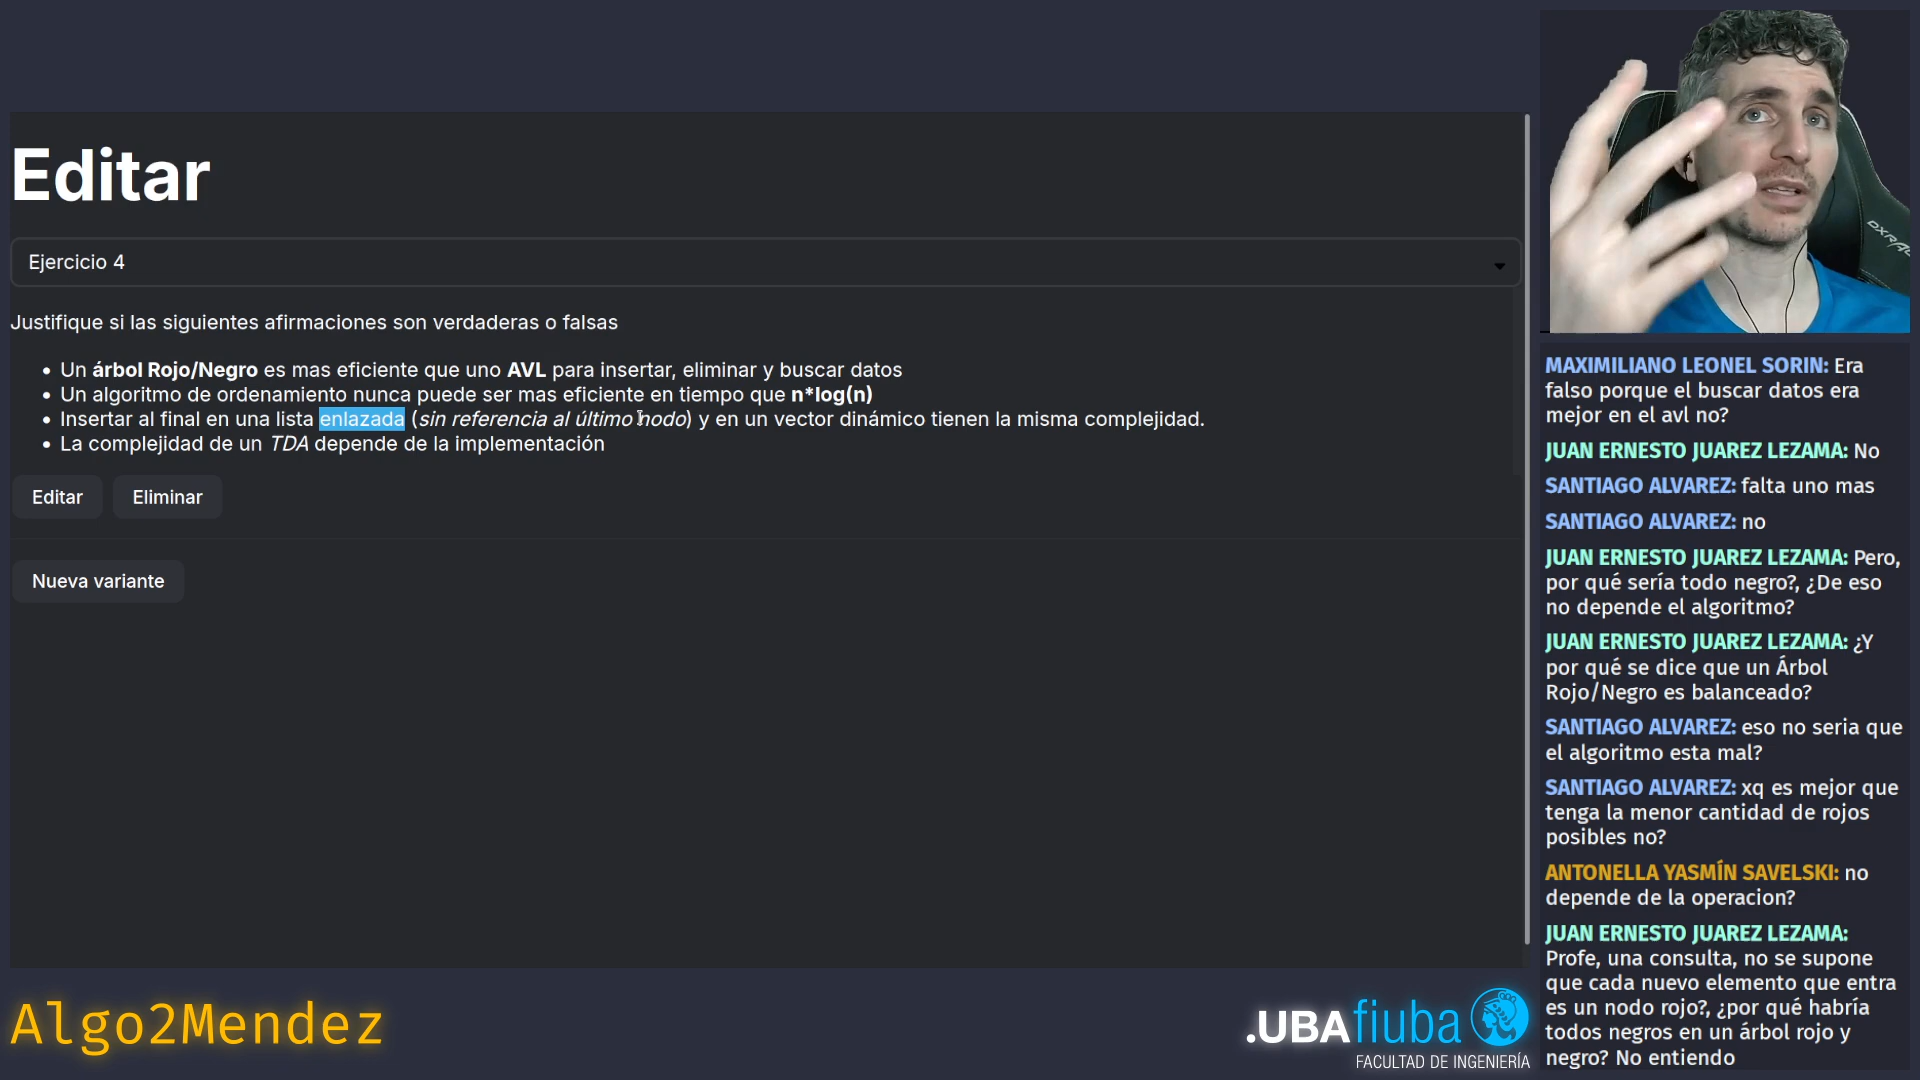 Editar
Ejercicio 4
Justifique si las siguientes afirmaciones son verdaderas o falsas
• Un árbol Rojo/Negro es mas eficiente que uno AVL para insertar, eliminar y buscar datos
• Un algoritmo de ordenamiento nunca puede ser mas eficiente en tiempo que n*log(n)
• Insertar al final en una lista enlazada (sin referencia al último nodo) y en un vector dinámico tienen la misma complejidad.
• La complejidad de un TDA depende de la implementación
Editar Eliminar
Nueva variante
Algo2Mendez
.UBAfiuba
FACULTAD DE INGENIERÍA
MAXIMILIANO LEONEL SORIN: Era
falso porque el buscar datos era
mejor en el avl no?
JUAN ERNESTO JUAREZ LEZAMA: No
SANTIAGO ALVAREZ: falta uno mas
SANTIAGO ALVAREZ: no
JUAN ERNESTO JUAREZ LEZAMA: Pero,
por qué sería todo negro?, ¿De eso
no depende el algoritmo?
JUAN ERNESTO JUAREZ LEZAMA: ¿Y
por qué se dice que un Árbol
Rojo/Negro es balanceado?
SANTIAGO ALVAREZ: eso no seria que
el algoritmo esta mal?
SANTIAGO ALVAREZ: xq es mejor que
tenga la menor cantidad de rojos
posibles no?
ANTONELLA YASMÍN SAVELSKI: no
depende de la operacion?
JUAN ERNESTO JUAREZ LEZAMA:
Profe, una consulta, no se supone
que cada nuevo elemento que entra
es un nodo rojo?, ¿por qué habría
todos negros en un árbol rojo y
negro? No entiendo